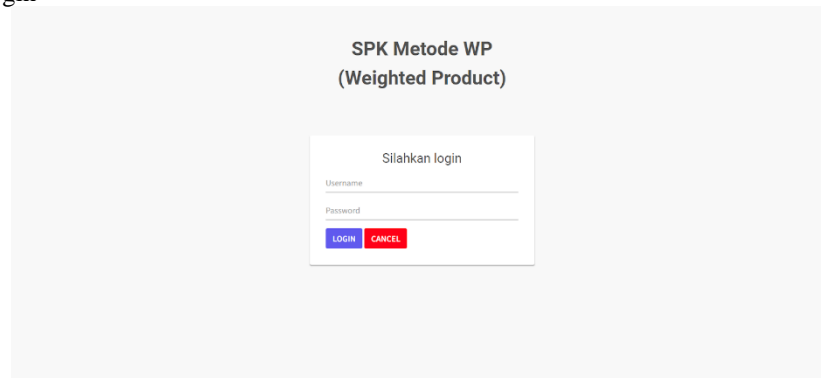 SPK Metode WP
(Weighted Product)
Silahkan login
Username
Password
LOGIN CANCEL